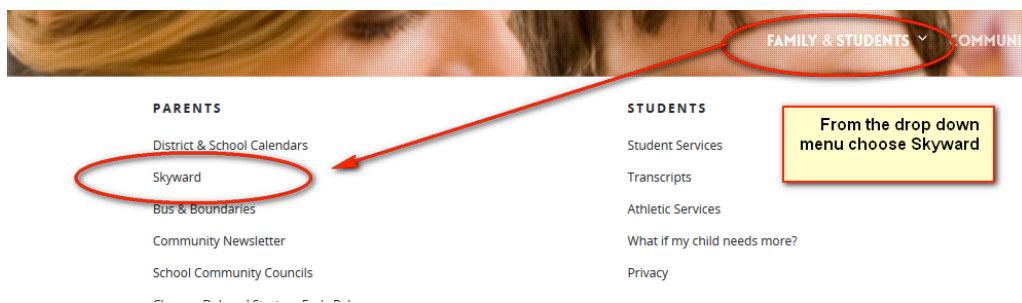 FAMILY & STUDENTS
PARENTS
District & School Calendars
Skyward
Bus & Boundaries
Community Newsletter
School Community Councils
STUDENTS
Student Services
Transcripts
Athletic Services
What if my child needs more?
Privacy
From the drop down
menu choose Skyward